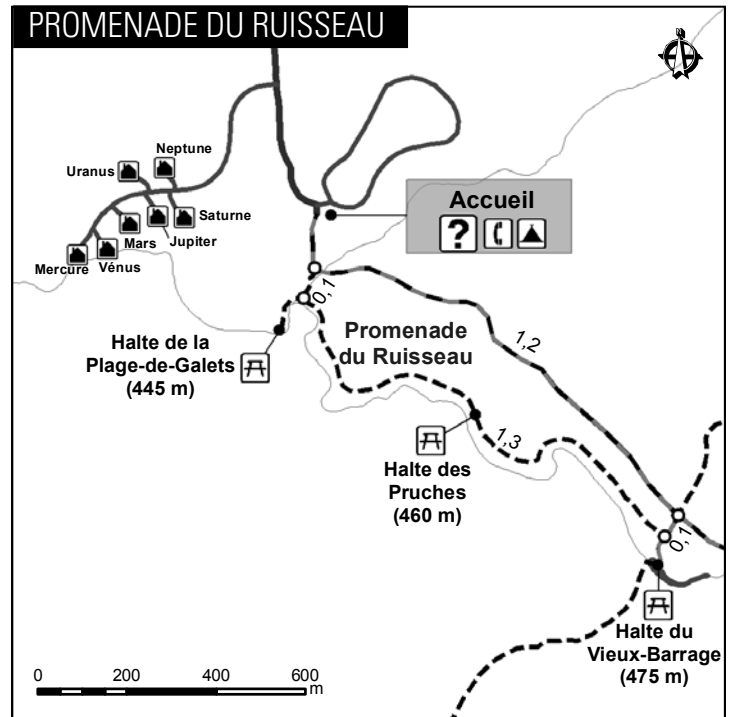 PROMENADE DU RUISSEAU
Neptune
Uranus
Saturne
Mars
Jupiter
Mercure
Vénus
Accueil
?
0,1
Halte de la
Plage-de-Galets
(445 m)
Promenade
du Ruisseau
1,2
1,3
Halte des
Pruches
(460 m)
0,1
Halte du
Vieux-Barrage
(475 m)
0 200 400 600
m